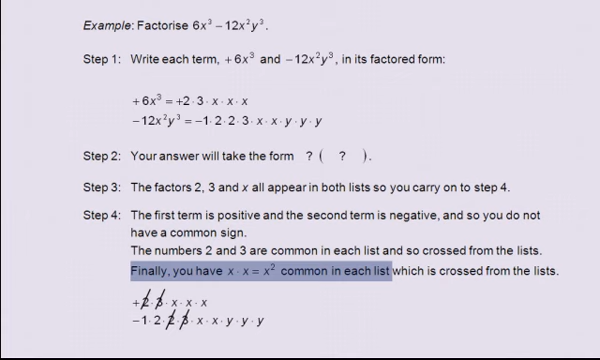 Example: Factorise 6x³ – 12x²y³.
Step 1: Write each term, +6x³ and –12x²y³, in its factored form:
+6x³ = +2·3·x·x·x
–12x²y³ = –1·2·2·3·x·x·y·y·y
Step 2: Your answer will take the form ? ( ? ).
Step 3: The factors 2, 3 and x all appear in both lists so you carry on to step 4.
Step 4: The first term is positive and the second term is negative, and so you do not
have a common sign.
The numbers 2 and 3 are common in each list and so crossed from the lists.
Finally, you have x·x = x² common in each list which is crossed from the lists.
+2·3·x·x·x
–1·2·2·3·x·x·y·y·y